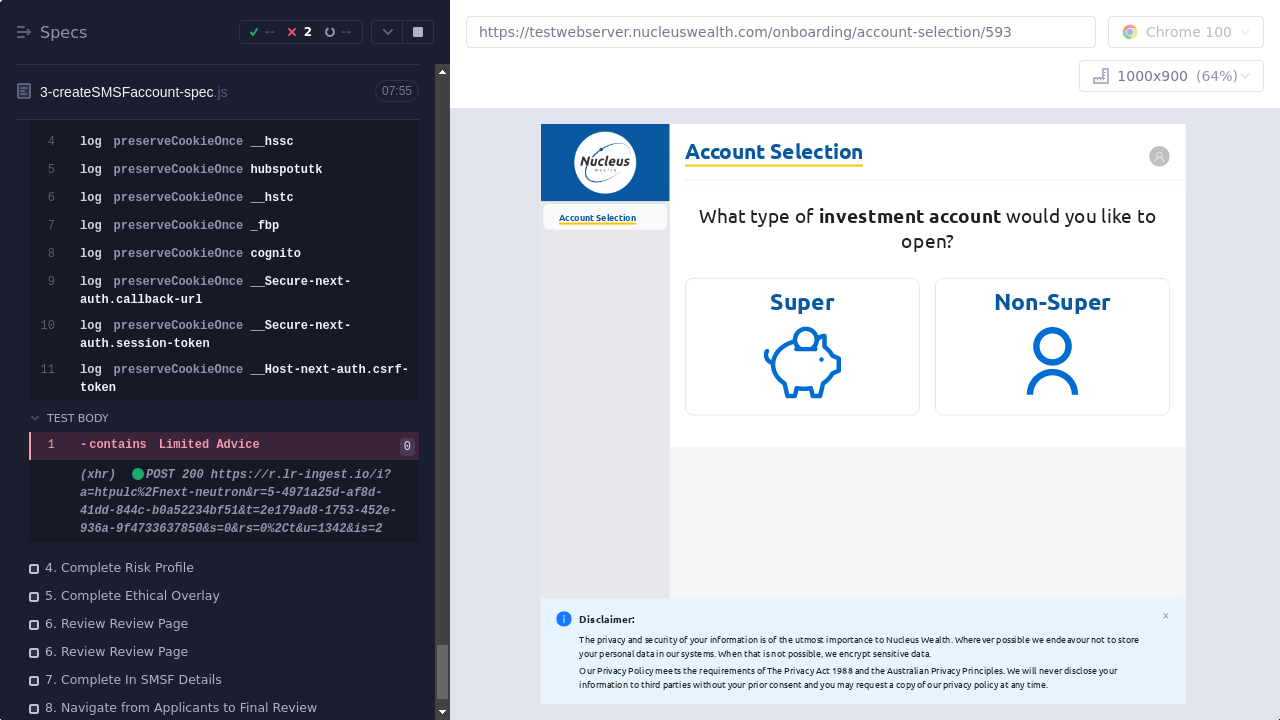 Specs
-- 2 --
3-createSMSFaccount-spec.js 07:55
4 log preserveCookieOnce __hssc
5 log preserveCookieOnce hubspotutk
6 log preserveCookieOnce __hstc
7 log preserveCookieOnce _fbp
8 log preserveCookieOnce cognito
9 log preserveCookieOnce __Secure-next-
auth.callback-url
10 log preserveCookieOnce __Secure-next-
auth.session-token
11 log preserveCookieOnce __Host-next-auth.csrf-
token
TEST BODY
1 -contains Limited Advice 0
(xhr) POST 200 https://r.lr-ingest.io/i?
a=htpulc%2Fnext-neutron&r=5-4971a25d-af8d-
41dd-844c-b0a52234bf51&t=2e179ad8-1753-452e-
936a-9f4733637850&s=0&rs=0%2Ct&u=1342&is=2
4. Complete Risk Profile
5. Complete Ethical Overlay
6. Review Review Page
6. Review Review Page
7. Complete In SMSF Details
8. Navigate from Applicants to Final Review
https://testwebserver.nucleuswealth.com/onboarding/account-selection/593
Chrome 100
1000x900 (64%)
Nucleus
Wealth
Account Selection
Account Selection
What type of investment account would you like to
open?
Super
Non-Super
Disclaimer:
×
The privacy and security of your information is of the utmost importance to Nucleus Wealth. Wherever possible we endeavour not to store
your personal data in our systems. When that is not possible, we encrypt sensitive data.
Our Privacy Policy meets the requirements of The Privacy Act 1988 and the Australian Privacy Principles. We will never disclose your
information to third parties without your prior consent and you may request a copy of our privacy policy at any time.